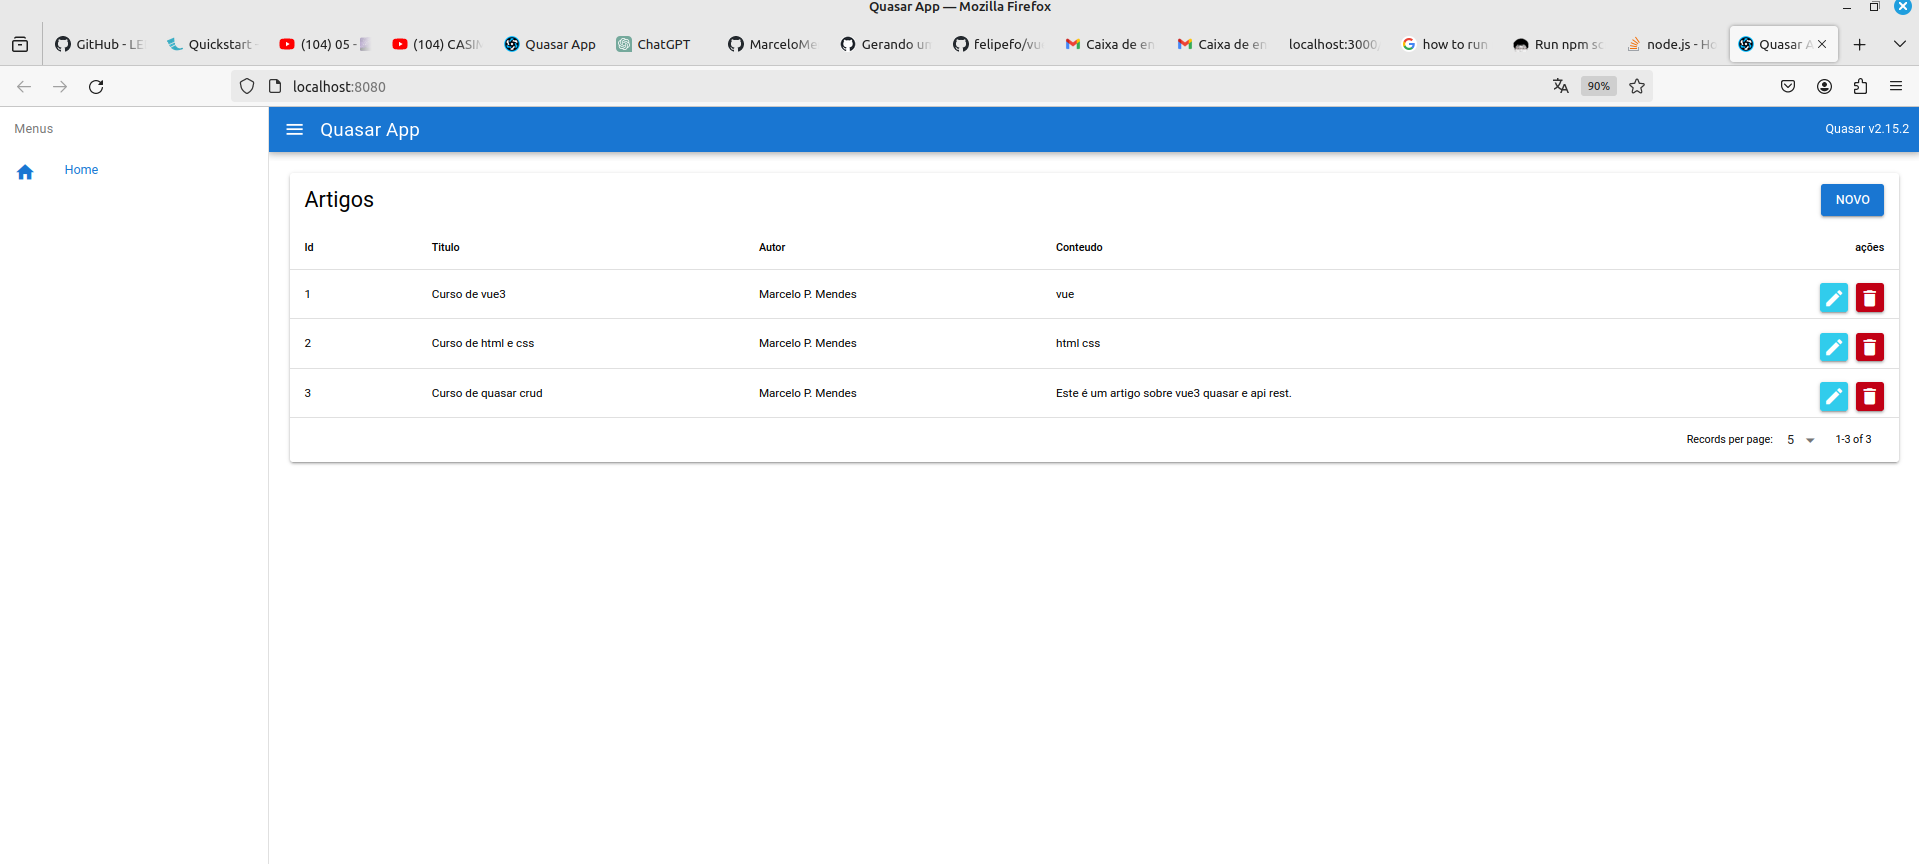 Quasar App — Mozilla Firefox
GitHub - LE
Quickstart -
(104) 05 -
(104) CASIM
Quasar App
ChatGPT
MarceloMe
Gerando un
felipefo/vu
Caixa de en
Caixa de en
localhost:3000/
how to run
Run npm sc
node.js - Ho
Quasar A
localhost:8080
90%
Menus
Home
Quasar App
Quasar v2.15.2
Artigos
NOVO
Id Titulo Autor Conteudo ações
1 Curso de vue3 Marcelo P. Mendes vue
2 Curso de html e css Marcelo P. Mendes html css
3 Curso de quasar crud Marcelo P. Mendes Este é um artigo sobre vue3 quasar e api rest.
Records per page: 5 1-3 of 3